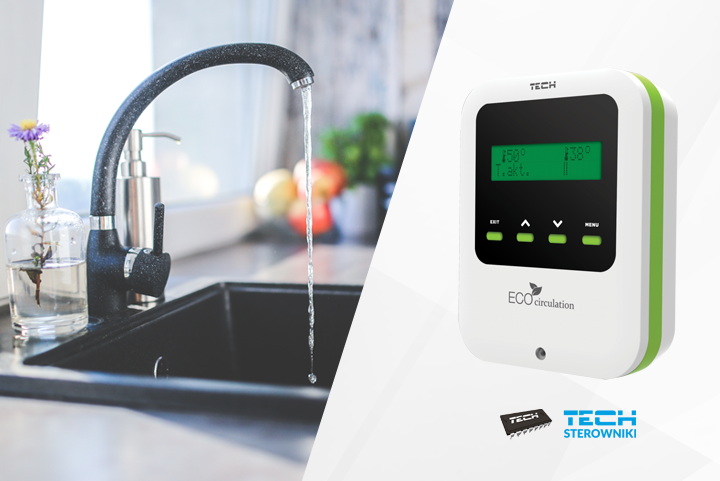 TECH
50° 38°
T.akt.
EXIT MENU
ECO circulation
TECH
TECH
STEROWNIKI